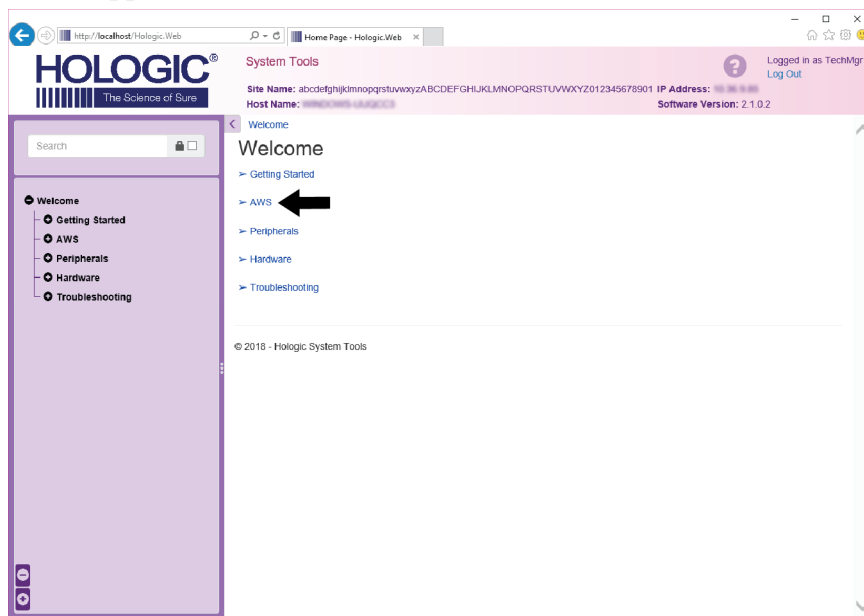 http://localhost/Hologic.Web
Home Page - Hologic.Web
HOLOGIC®
The Science of Sure
System Tools
Logged in as TechMgr
Log Out
Site Name: abcdefghijklmnopqrstuvwxyzABCDEFGHIJKLMNOPQRSTUVWXYZ012345678901 IP Address:
Host Name:
Software Version: 2.1.0.2
Search
Welcome
Getting Started
AWS
Peripherals
Hardware
Troubleshooting
Welcome
Welcome
➢ Getting Started
➢ AWS
➢ Peripherals
➢ Hardware
➢ Troubleshooting
© 2018 - Hologic System Tools